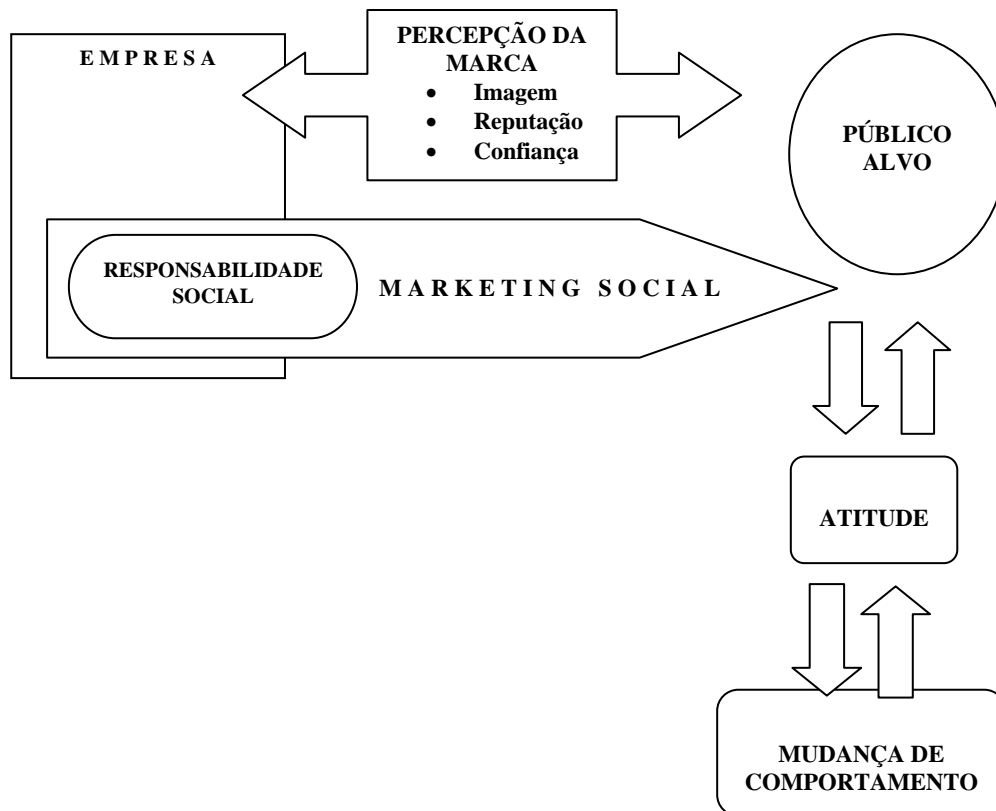 E M P R E S A
PERCEPÇÃO DA
MARCA
• Imagem
• Reputação
• Confiança
PÚBLICO
ALVO
RESPONSABILIDADE
SOCIAL
M A R K E T I N G S O C I A L
ATITUDE
MUDANÇA DE
COMPORTAMENTO